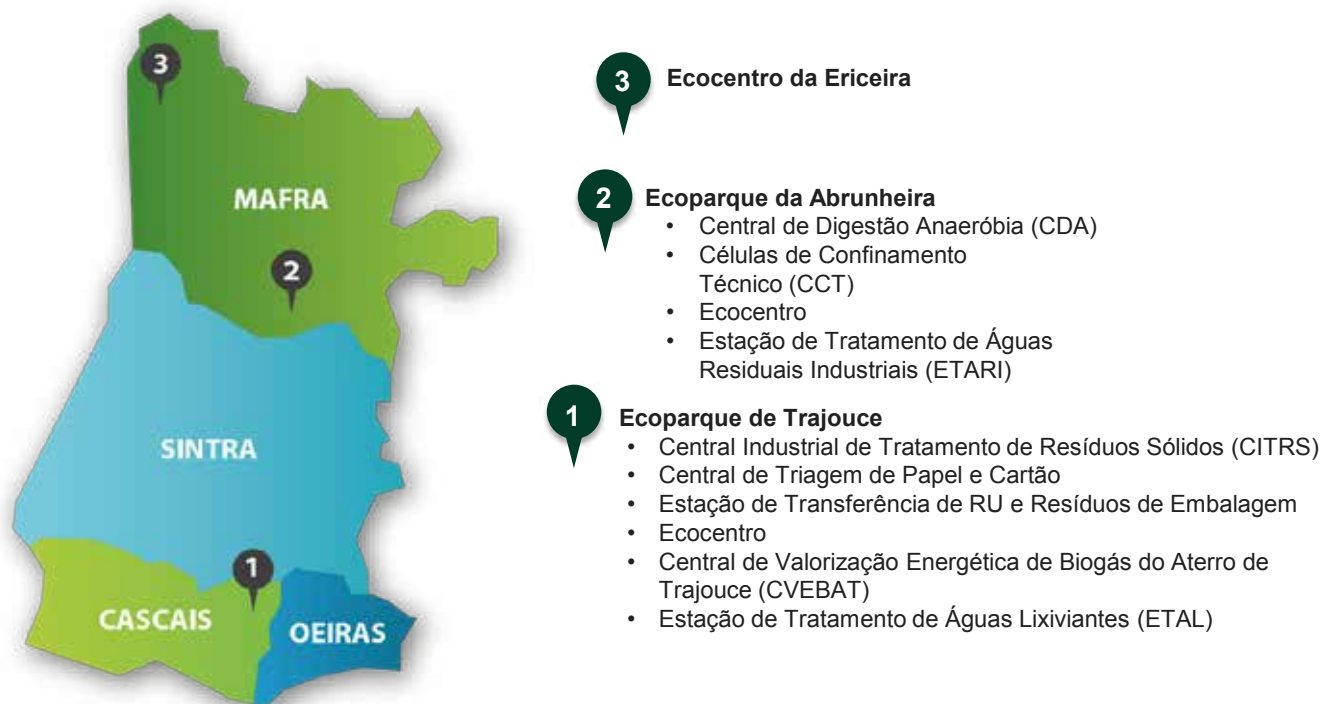 3
MAFRA
2
SINTRA
1
CASCAIS
OEIRAS
3 Ecocentro da Ericeira
2 Ecoparque da Abrunheira
• Central de Digestão Anaeróbia (CDA)
• Células de Confinamento
Técnico (CCT)
• Ecocentro
• Estação de Tratamento de Águas
Residuais Industriais (ETARI)
1 Ecoparque de Trajouce
• Central Industrial de Tratamento de Resíduos Sólidos (CITRS)
• Central de Triagem de Papel e Cartão
• Estação de Transferência de RU e Resíduos de Embalagem
• Ecocentro
• Central de Valorização Energética de Biogás do Aterro de
Trajouce (CVEBAT)
• Estação de Tratamento de Águas Lixiviantes (ETAL)